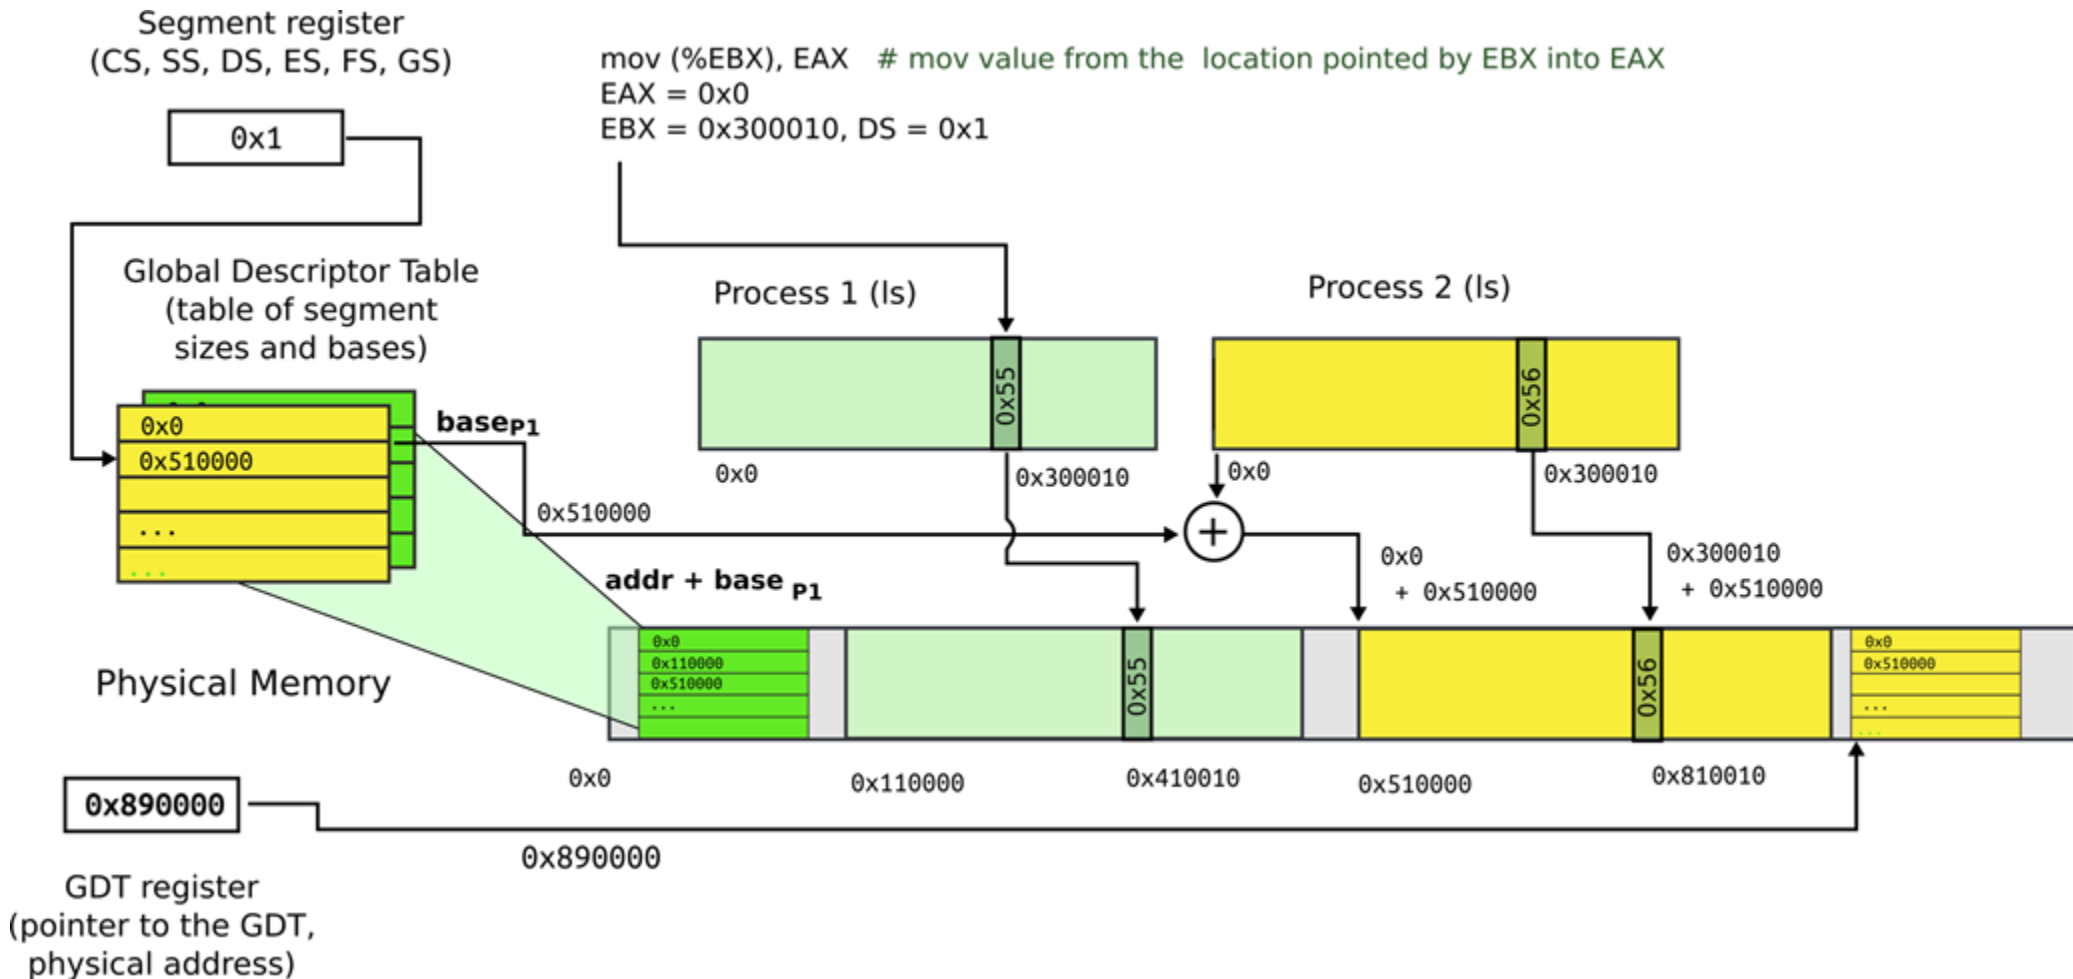 Segment register
(CS, SS, DS, ES, FS, GS)
0x1
mov (%EBX), EAX   # mov value from the  location pointed by EBX into EAX
EAX = 0x0
EBX = 0x300010, DS = 0x1
Global Descriptor Table
(table of segment
sizes and bases)
0x0
0x510000
...
...
baseP1
0x510000
Process 1 (ls)
0x55
0x0
0x300010
Process 2 (ls)
0x56
0x0
0x300010
+
addr + base P1
0x0
+ 0x510000
0x300010
+ 0x510000
Physical Memory
0x0
0x110000
0x510000
...
0x55
0x56
0x0
0x510000
...
...
0x0
0x110000
0x410010
0x510000
0x810010
0x890000
0x890000
GDT register
(pointer to the GDT,
physical address)